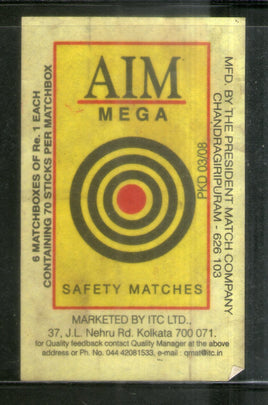 6 MATCHBOXES OF Re. 1 EACH
CONTAINING 70 STICKS PER MATCHBOX
AIM
MEGA
PKD 03/08
SAFETY MATCHES
MFD. BY THE PRESIDENT MATCH COMPANY
CHANDRAGIRIPURAM - 626 103
MARKETED BY ITC LTD.,
37, J.L. Nehru Rd. Kolkata 700 071.
for Quality feedback contact Quality Manager at the above
address or Ph. No. 044 42081533, e-mail : qmat@itc.in